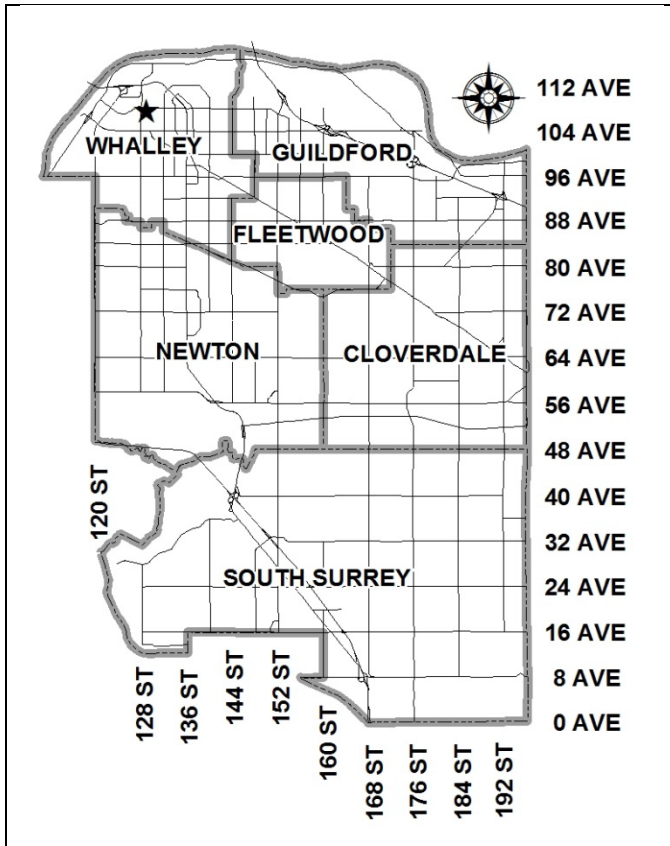 112 AVE
104 AVE
WHALLEY
GUILDFORD
96 AVE
88 AVE
FLEETWOOD
80 AVE
72 AVE
NEWTON
CLOVERDALE
64 AVE
56 AVE
48 AVE
120 ST
40 AVE
32 AVE
SOUTH SURREY
24 AVE
16 AVE
8 AVE
0 AVE
128 ST
136 ST
144 ST
152 ST
160 ST
168 ST
176 ST
184 ST
192 ST